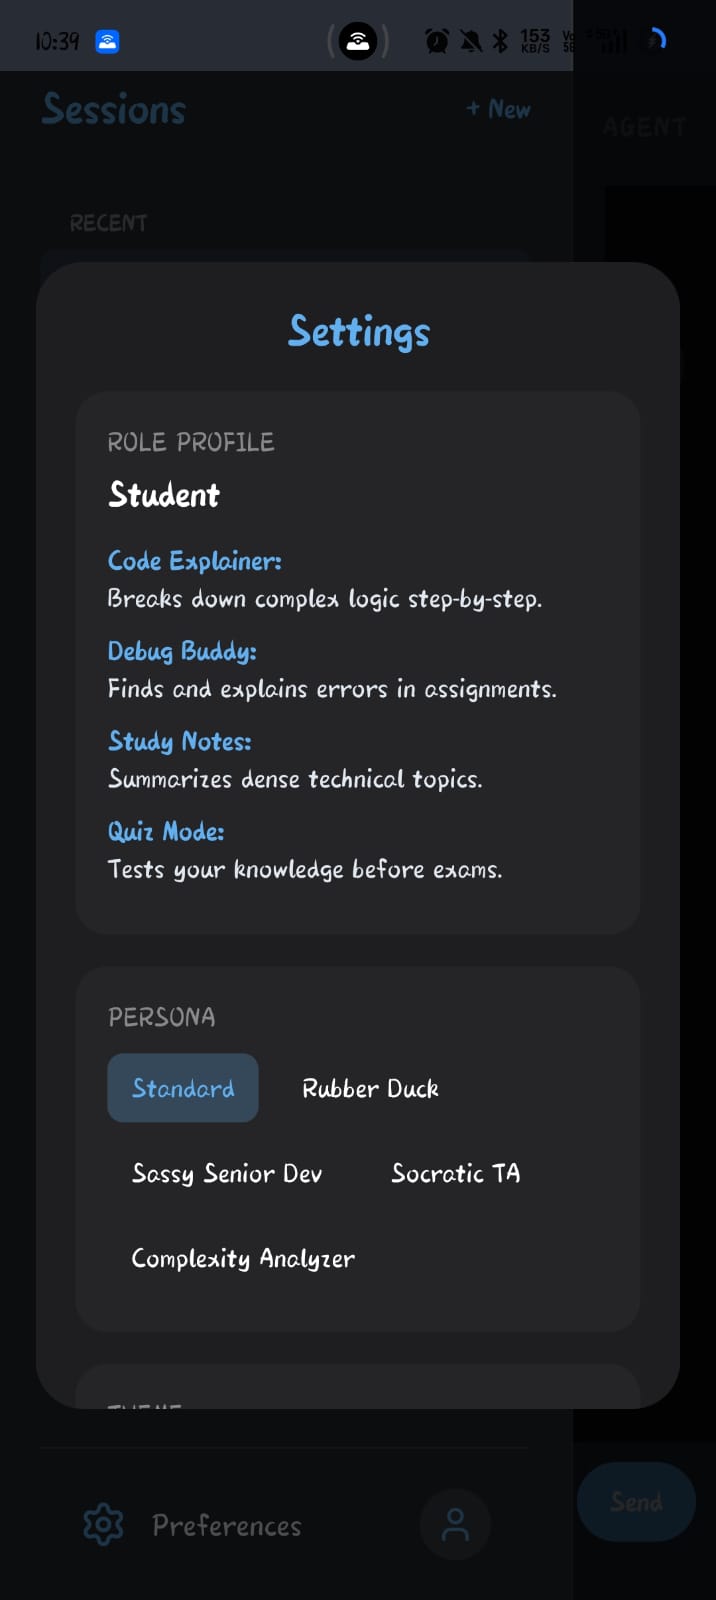 10:39
153
KB/S
Sessions
+ New
AGENT
RECENT
Settings
ROLE PROFILE
Student
Code Explainer:
Breaks down complex logic step-by-step.
Debug Buddy:
Finds and explains errors in assignments.
Study Notes:
Summarizes dense technical topics.
Quiz Mode:
Tests your knowledge before exams.
PERSONA
Standard
Rubber Duck
Sassy Senior Dev
Socratic TA
Complexity Analyzer
Preferences
Send